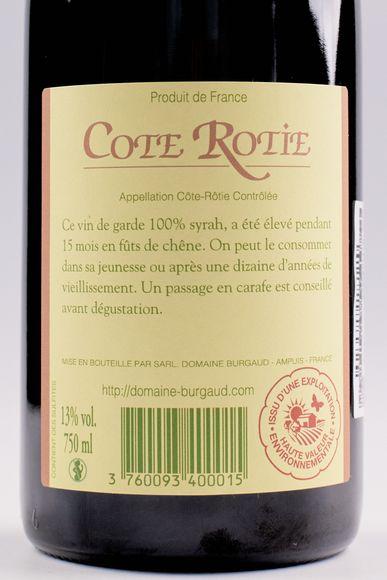 Produit de France
COTE ROTIE
Appellation Côte-Rôtie Contrôlée
Ce vin de garde 100% syrah, a été élevé pendant
15 mois en fûts de chêne. On peut le consommer
dans sa jeunesse ou après une dizaine d'années de
vieillissement. Un passage en carafe est conseillé
avant dégustation.
MISE EN BOUTEILLE PAR SARL. DOMAINE BURGAUD - AMPUIS - FRANCE
http://domaine-burgaud.com
CONTIENT DES SULFITES
13% vol.
750 ml
3 760093 400015
ISSU D'UNE EXPLOITATION
HAUTE VALEUR
ENVIRONNEMENTALE